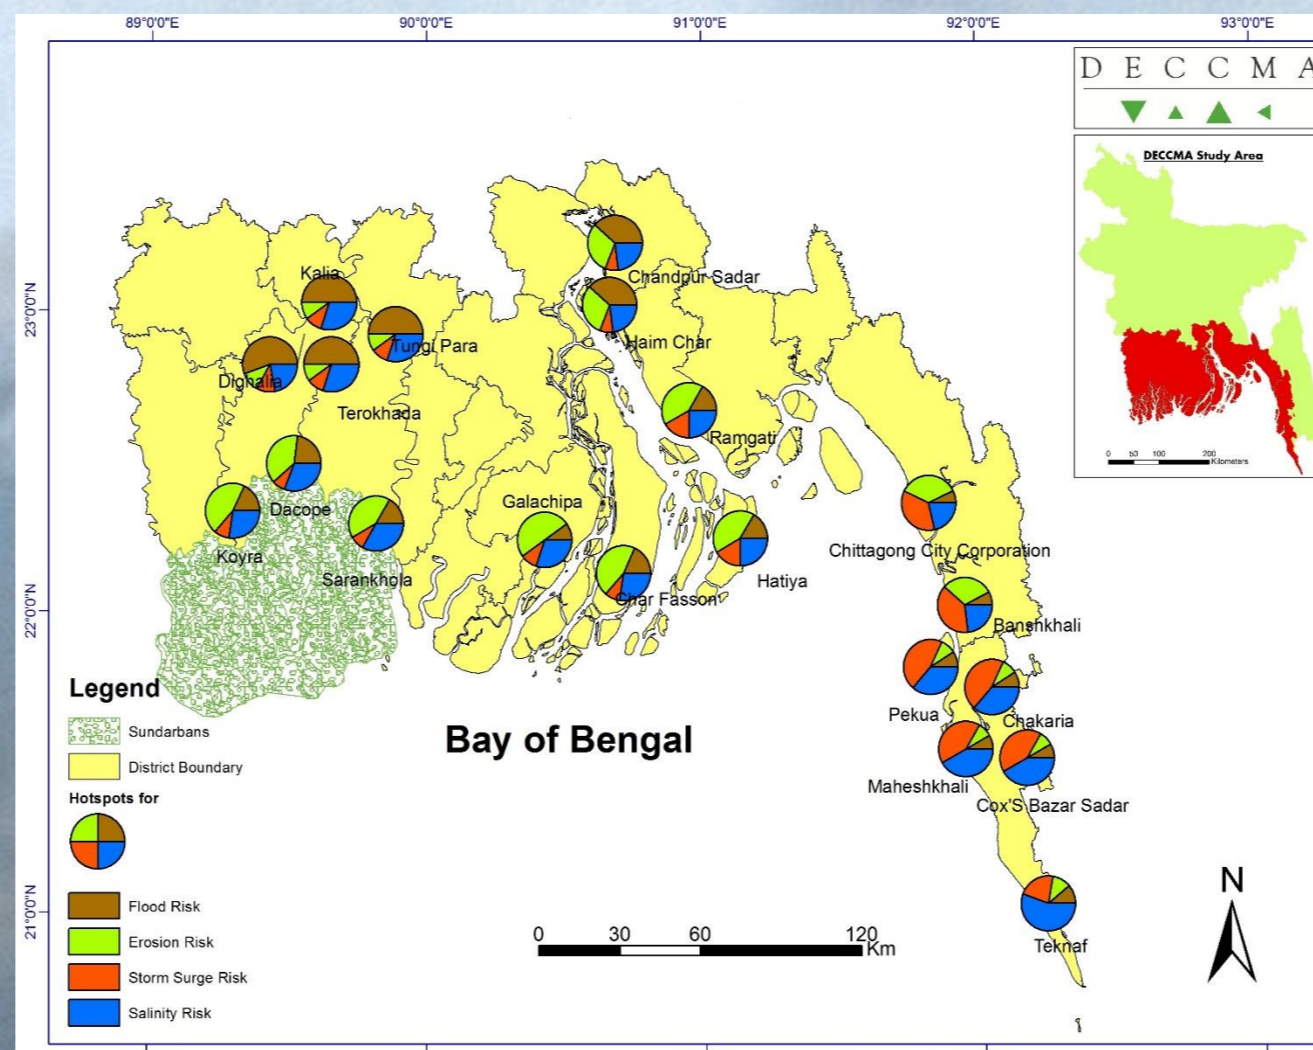 89°0'0"E
90°0'0"E
91°0'0"E
92°0'0"E
93°0'0"E
D E C C M A
DECCMA Study Area
0 50 100 200
Kilometers
23°0'0"N
22°0'0"N
21°0'0"N
Kalia
Chandpur Sadar
Haim Char
Tungi Para
Dighalia
Terokhada
Ramgati
Dacope
Galachipa
Koyra
Sarankhola
Char Fasson
Hatiya
Chittagong City Corporation
Banshkhali
Pekua
Chakaria
Maheshkhali
Cox'S Bazar Sadar
Teknaf
Bay of Bengal
Legend
Sundarbans
District Boundary
Hotspots for
Flood Risk
Erosion Risk
Storm Surge Risk
Salinity Risk
0 30 60 120
Km
N